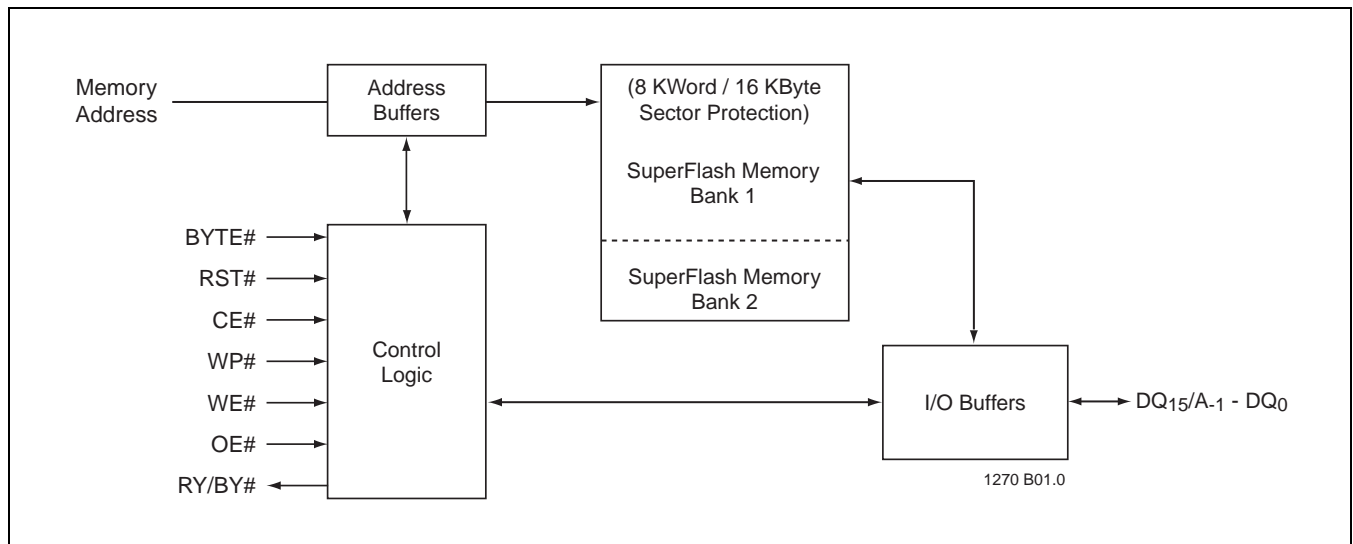 Memory
Address
Address
Buffers
(8 KWord / 16 KByte
Sector Protection)
SuperFlash Memory
Bank 1
SuperFlash Memory
Bank 2
BYTE#
RST#
CE#
WP#
WE#
OE#
RY/BY#
Control
Logic
I/O Buffers
DQ15/A-1 - DQ0
1270 B01.0